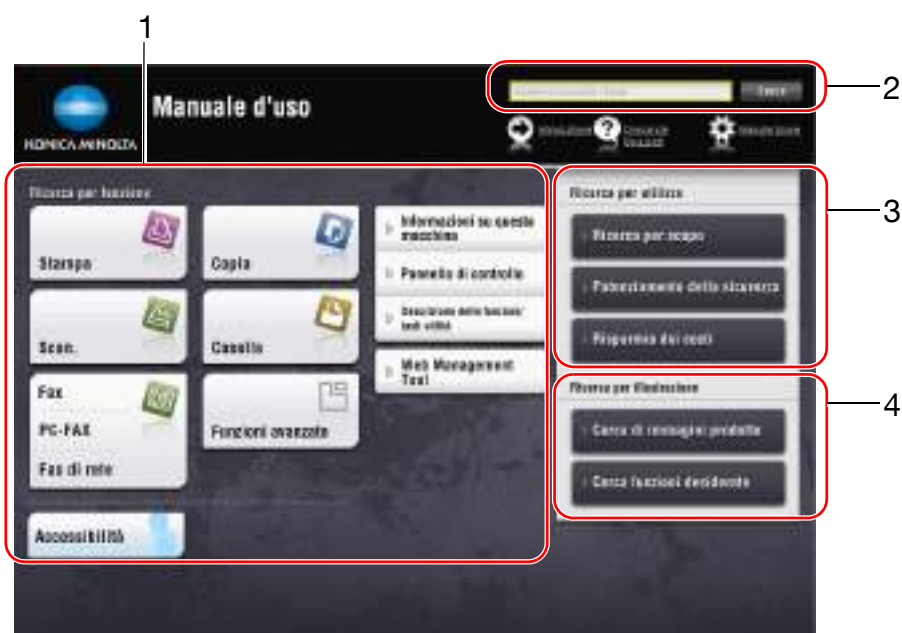 1
2
KONICA MINOLTA
Manuale d'uso
Cerca
Ricerca per funzione
Stampa
Copia
Informazioni su questa macchina
Pannello di controllo
Scan.
Casella
Web Management Tool
Fax
PC-FAX
Fax di rete
Funzioni avanzate
Accessibilità
3
Ricerca per utilizzo
Ricerca per scopo
Potenziamento della sicurezza
Risparmio dei costi
4
Ricerca per
Cerca di immagini prodotto
Cerca funzioni desiderate